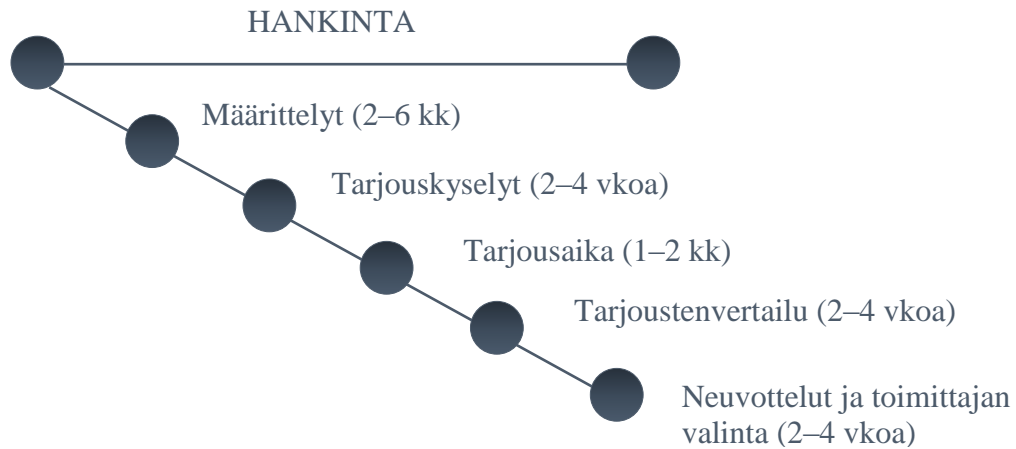 HANKINTA
Määrittelyt (2–6 kk)
Tarjouskyselyt (2–4 vkoa)
Tarjousaika (1–2 kk)
Tarjoustenvertailu (2–4 vkoa)
Neuvottelut ja toimittajan
valinta (2–4 vkoa)